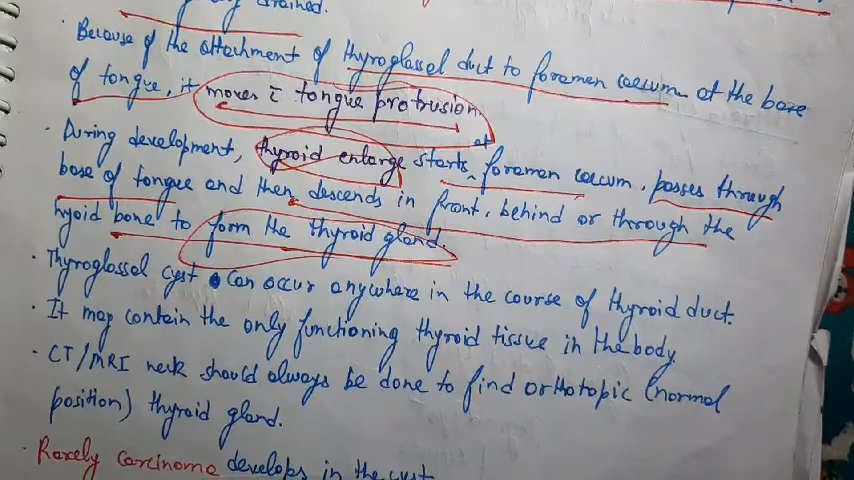 drained.
Because of the attachment of thyroglassal duct to foramen caecum at the base
of tongue, it moves c̄ tongue protrusion
· During development, thyroid enlarge starts at foramen caecum, passes through
base of tongue and then descends in front, behind or through the
hyoid bone to form the thyroid gland.
· Thyroglossal cyst can occur anywhere in the course of thyroid duct.
· It may contain the only functioning thyroid tissue in the body
· CT/MRI neck should always be done to find orthotopic (normal
position) thyroid gland.
· Rarely carcinoma develops in the cyst